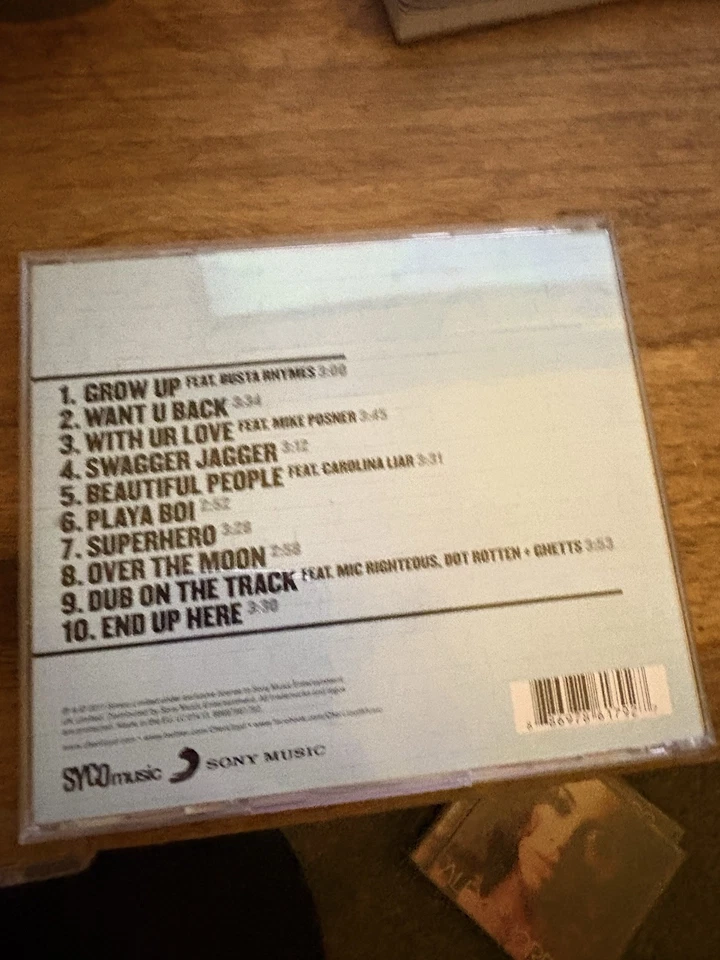 1. GROW UP FEAT. BUSTA RHYMES 3:00
2. WANT U BACK 3:34
3. WITH UR LOVE FEAT. MIKE POSNER 3:45
4. SWAGGER JAGGER 3:12
5. BEAUTIFUL PEOPLE FEAT. CAROLINA LIAR 3:31
6. PLAYA BOI 2:52
7. SUPERHERO 3:28
8. OVER THE MOON 2:58
9. DUB ON THE TRACK FEAT. MIC RIGHTEOUS, DOT ROTTEN + GHETTS 3:53
10. END UP HERE 3:30
SYCOmusic SONY MUSIC